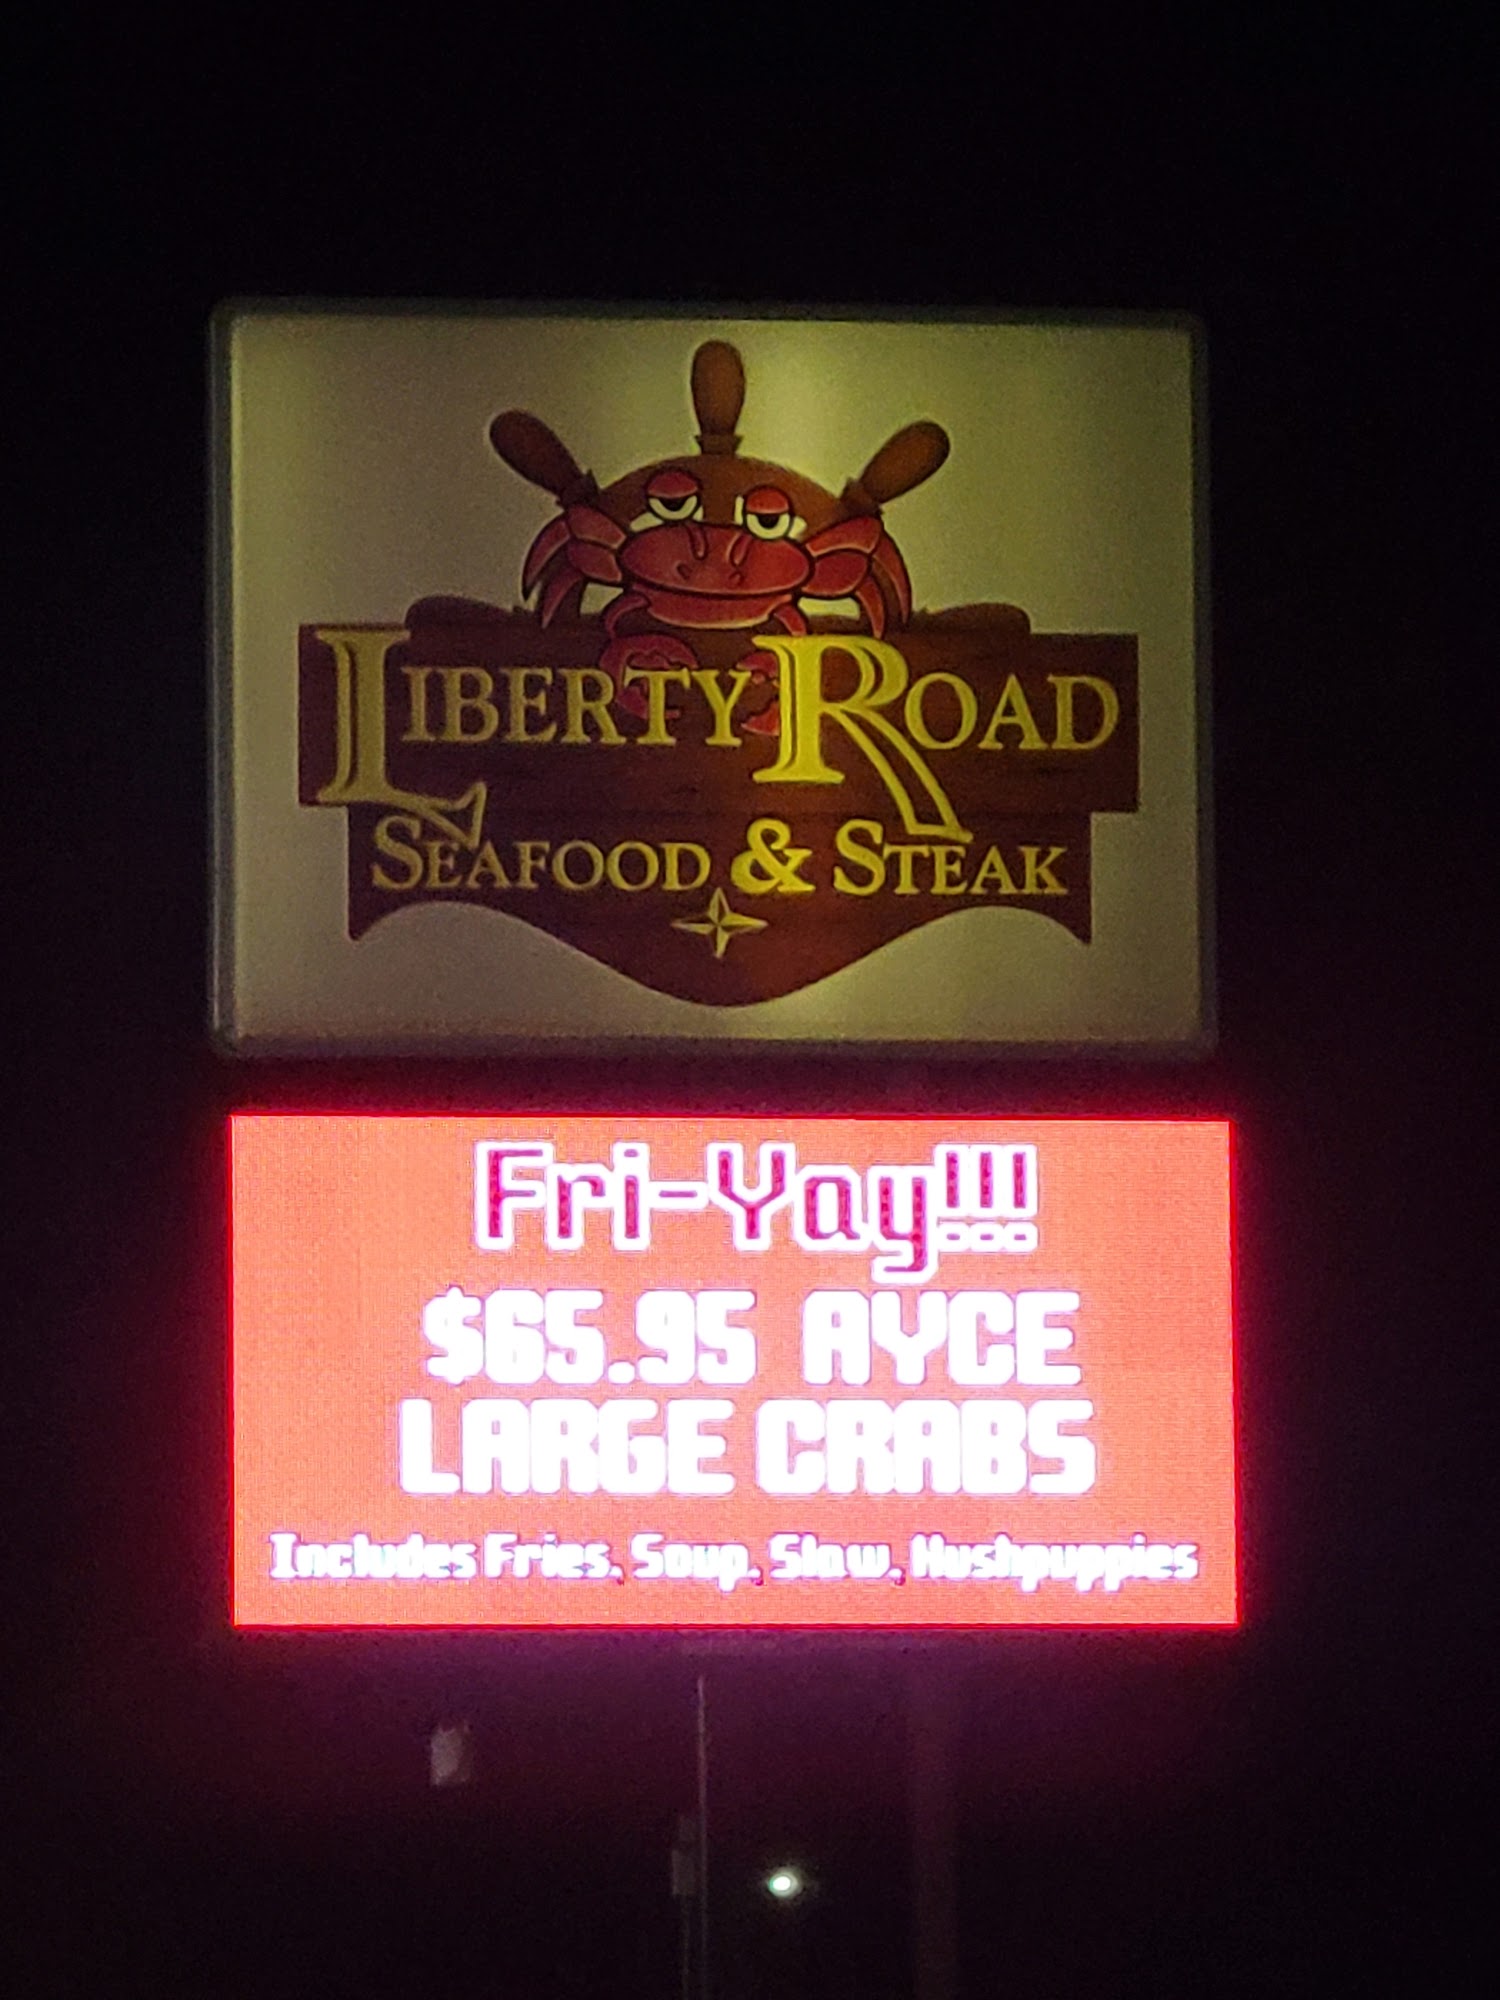 LIBERTY ROAD
SEAFOOD & STEAK
Fri-Yay!!!
$65.95 AYCE
LARGE CRABS
Includes Fries, Soup, Slaw, Hushpuppies